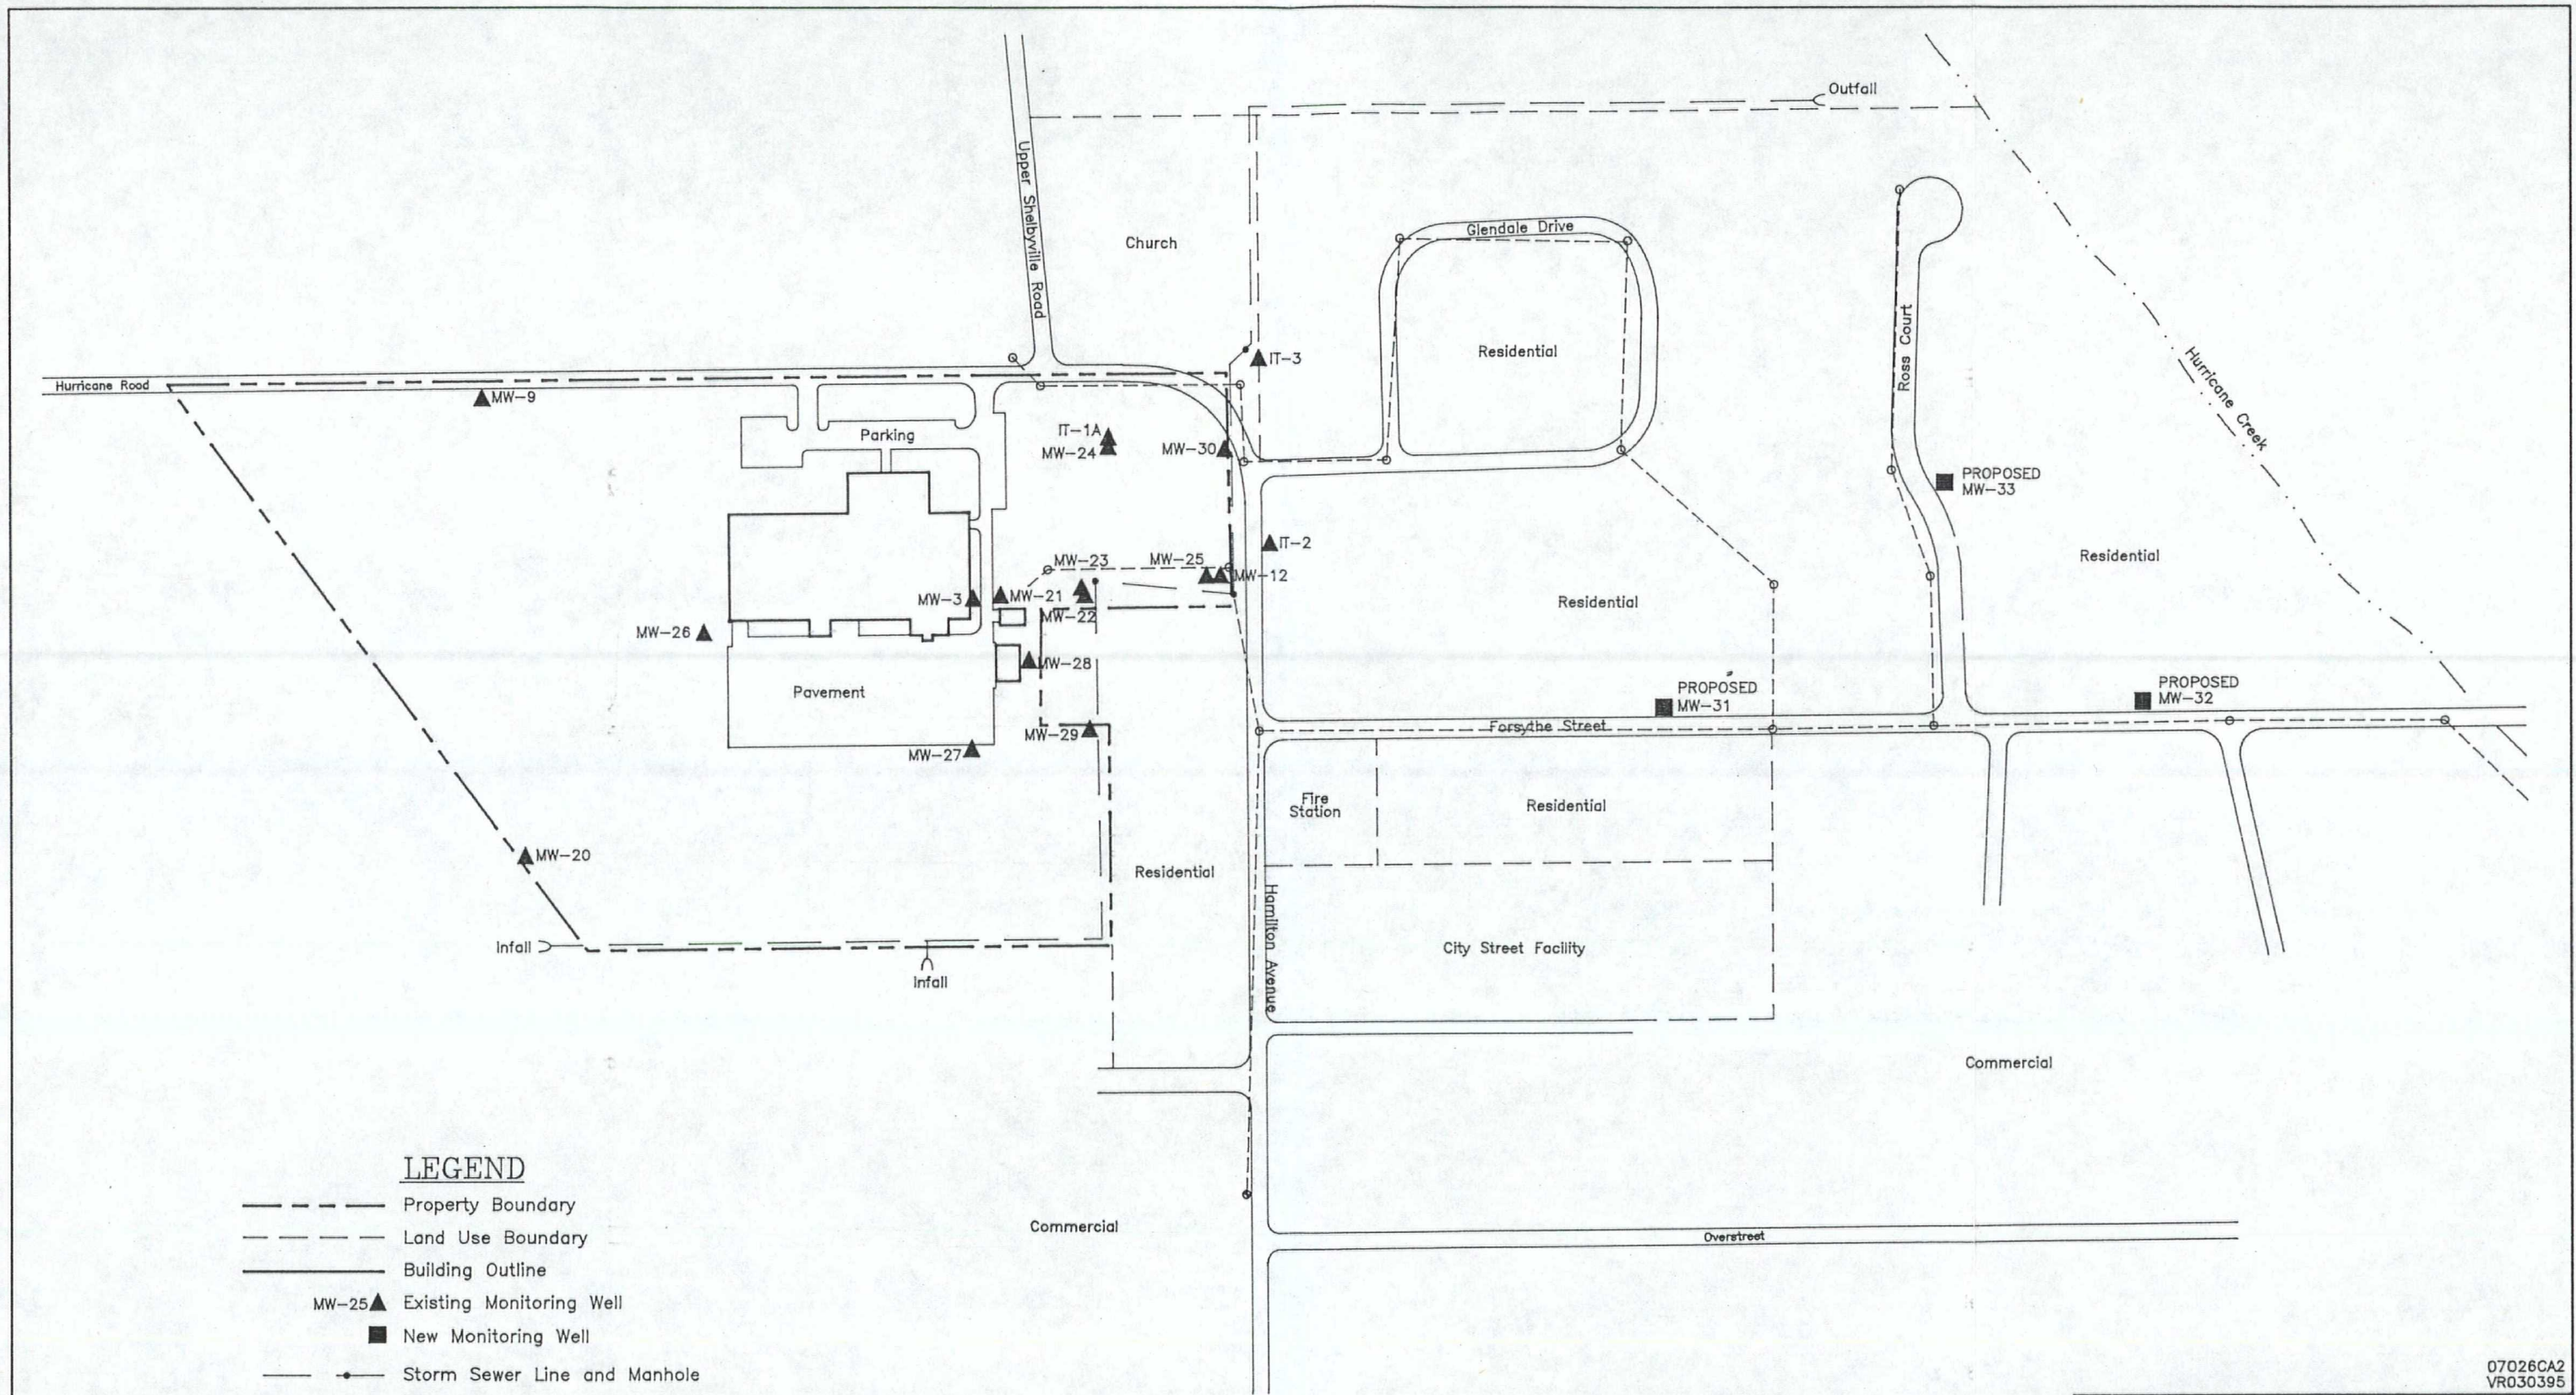 Outfall
Upper Shelbyville Road
Church
Glendale Drive
Residential
Ross Court
Hurricane Creek
Hurricane Road
MW-9
IT-3
Parking
IT-1A
MW-24
MW-30
PROPOSED
MW-33
IT-2
MW-23
MW-25
MW-12
Residential
Residential
MW-3
MW-21
MW-22
MW-26
MW-28
Pavement
PROPOSED
MW-31
PROPOSED
MW-32
MW-29
Forsythe Street
MW-27
Fire
Station
Residential
MW-20
Residential
Hamilton Avenue
Infall
Infall
City Street Facility
Commercial
LEGEND
Property Boundary
Land Use Boundary
Building Outline
MW-25 Existing Monitoring Well
New Monitoring Well
Storm Sewer Line and Manhole
Commercial
Overstreet
07026CA2
VR030395